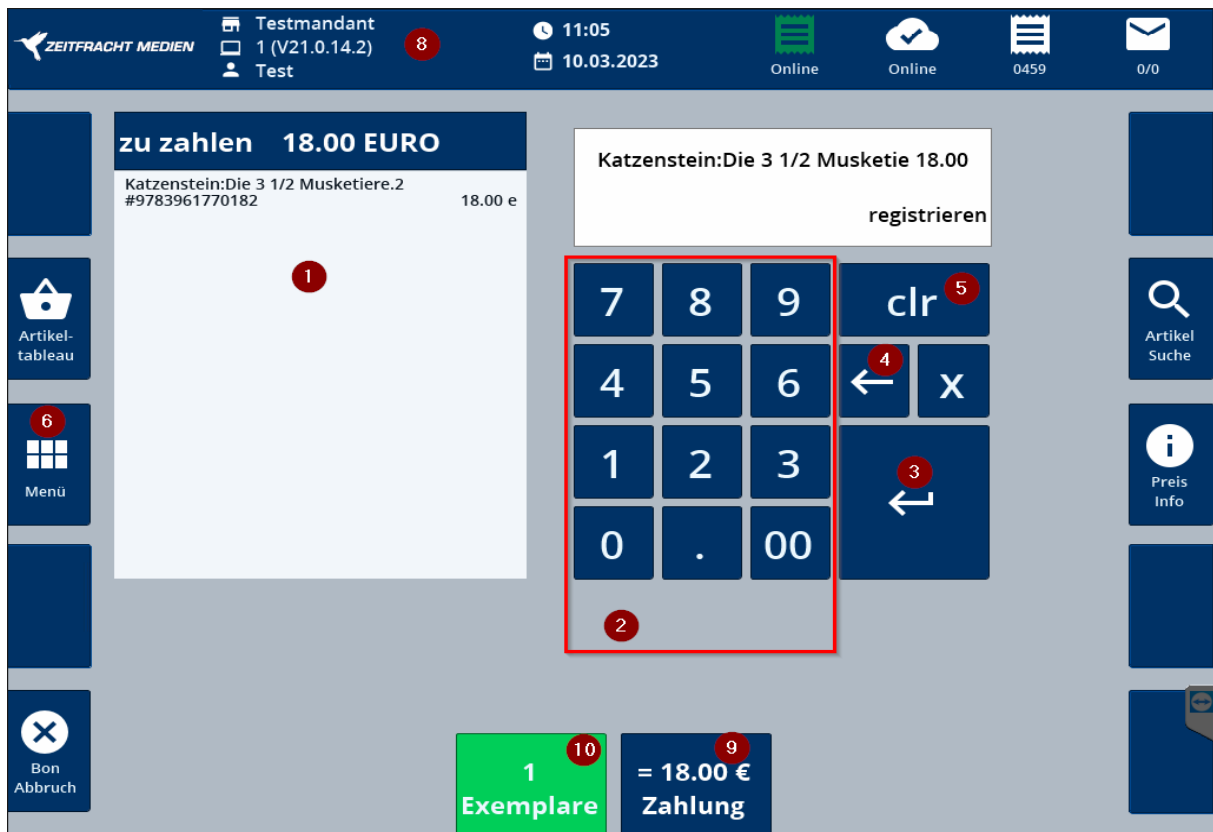 ZEITFRACHT MEDIEN
Testmandant
1 (V21.0.14.2)
Test
8
11:05
10.03.2023
Online
Online
0459
0/0
zu zahlen 18.00 EURO
Katzenstein:Die 3 1/2 Musketiere.2
#9783961770182 18.00 e
1
Katzenstein:Die 3 1/2 Musketie 18.00
registrieren
7 8 9 clr 5
4 5 6 ← 4 x
1 2 3 3
0 . 00 ↵
2
Artikel-
tableau
6
Menü
Bon
Abbruch
Artikel
Suche
Preis
Info
10
1
Exemplare
9
= 18.00 €
Zahlung